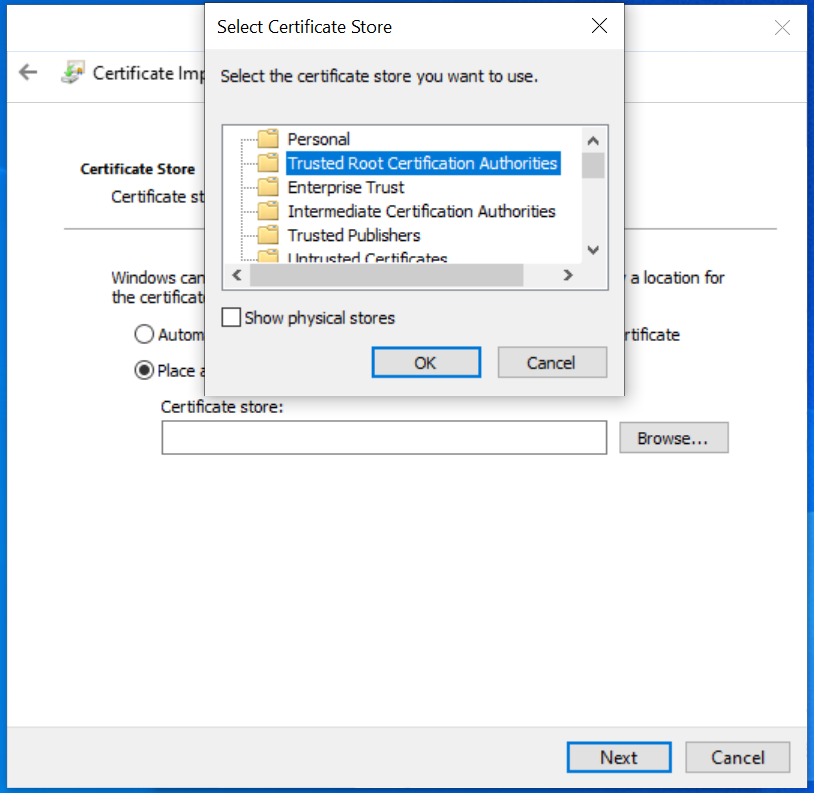 Select Certificate Store
Certificate Imp
Select the certificate store you want to use.
Personal
Trusted Root Certification Authorities
Enterprise Trust
Intermediate Certification Authorities
Trusted Publishers
Untrusted Certificates
Show physical stores
OK
Cancel
Certificate Store
Certificate st
Windows can
a location for
the certificate
Autom
rtificate
Place a
Certificate store:
Browse...
Next
Cancel